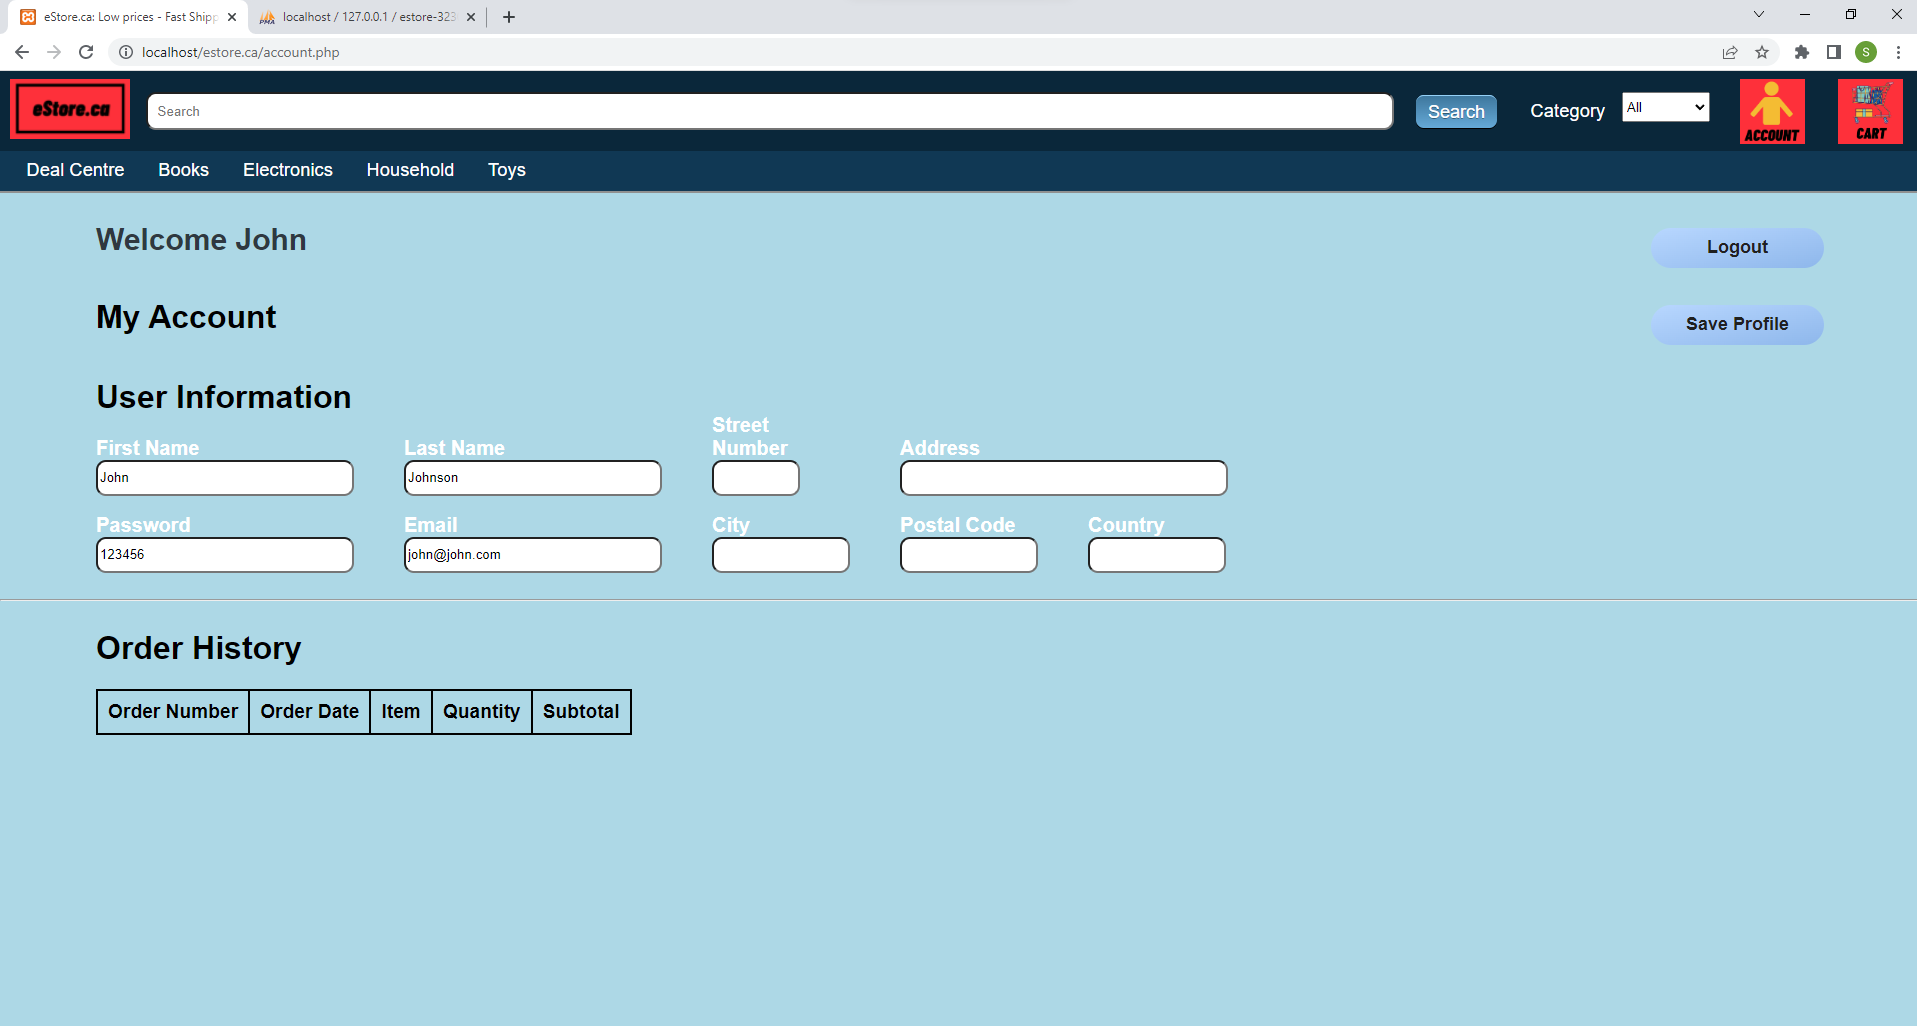 eStore.ca: Low prices - Fast Shipp
localhost / 127.0.0.1 / estore-323
localhost/estore.ca/account.php
S
eStore.ca
Search
Search
Category
All
ACCOUNT
CART
Deal Centre
Books
Electronics
Household
Toys
Welcome John
Logout
My Account
Save Profile
User Information
First Name
Last Name
Street
Number
Address
John
Johnson
Password
Email
City
Postal Code
Country
123456
john@john.com
Order History
Order Number
Order Date
Item
Quantity
Subtotal